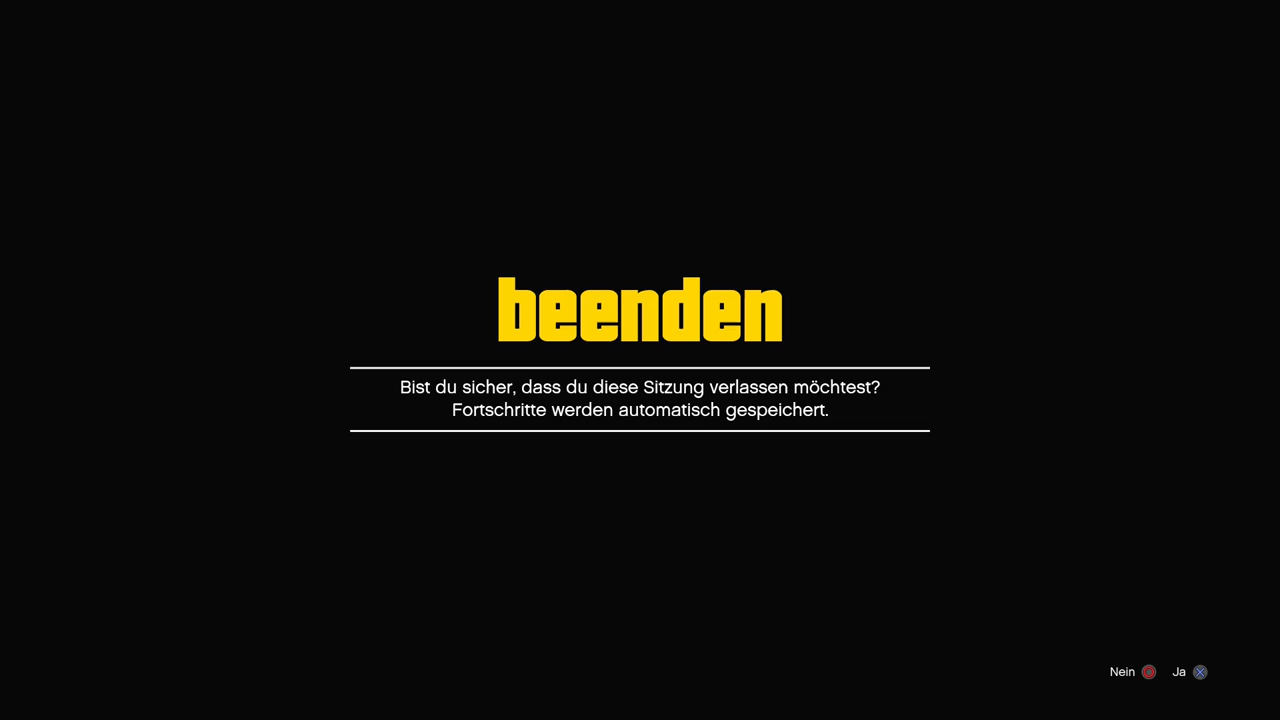 beenden
Bist du sicher, dass du diese Sitzung verlassen möchtest?
Fortschritte werden automatisch gespeichert.
Nein Ja